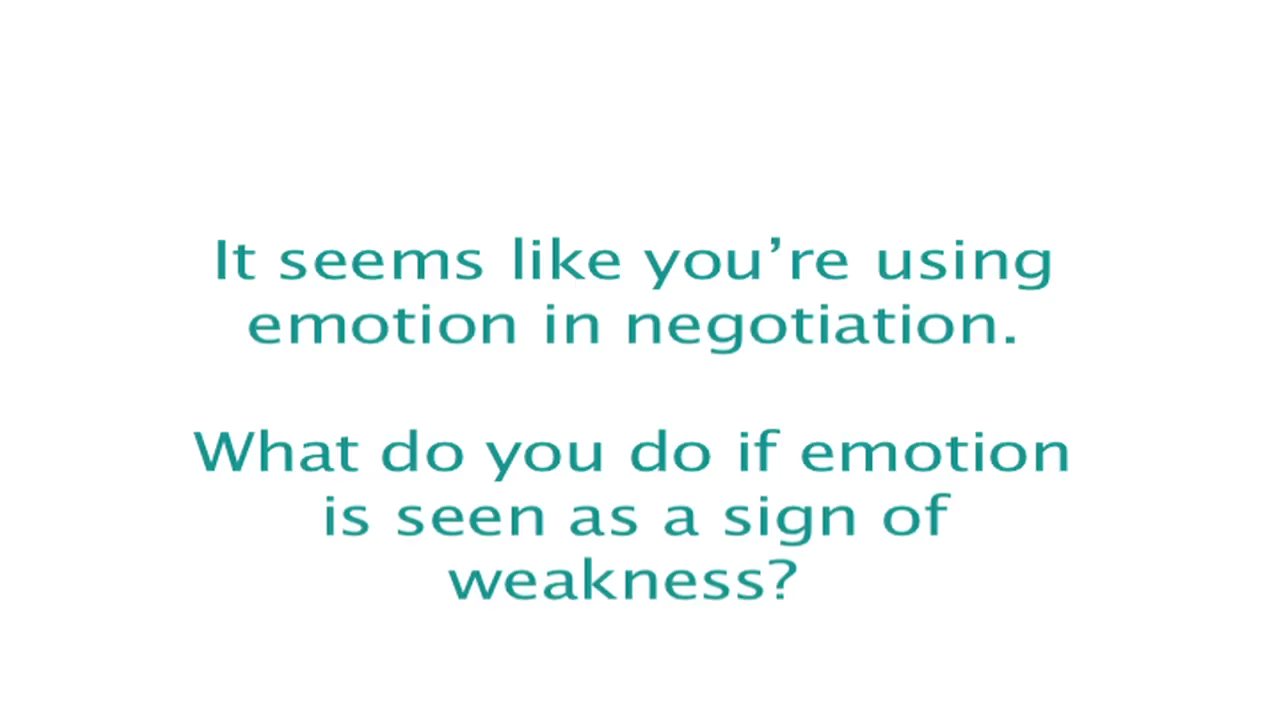 It seems like you’re using
emotion in negotiation.
What do you do if emotion
is seen as a sign of
weakness?